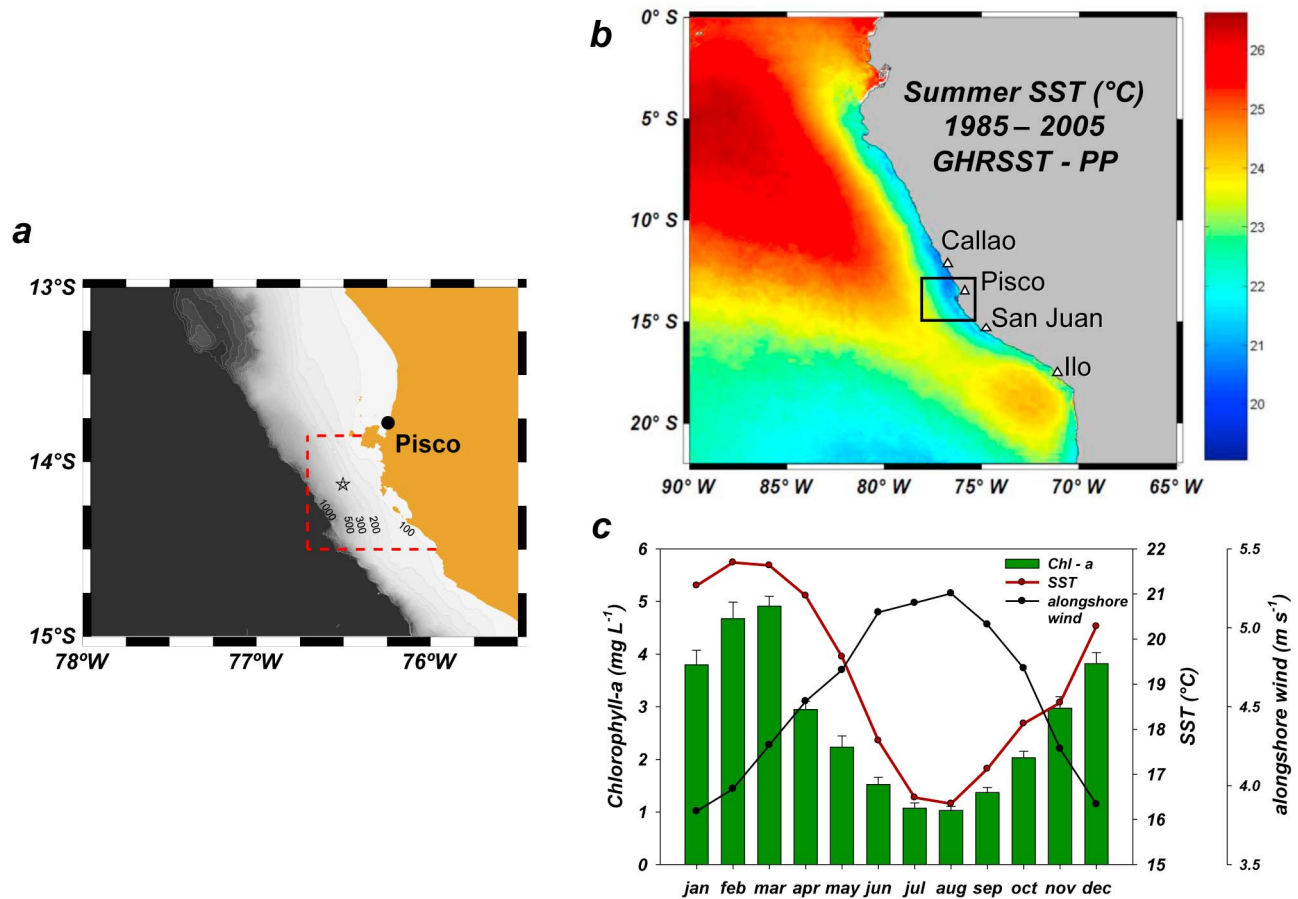 a
13°S
14°S
15°S
78°W
77°W
76°W
Pisco
1000
500
300
200
100
b
0° S
5° S
10° S
15° S
20° S
90° W
85° W
80° W
75° W
70° W
65° W
Summer SST (°C)
1985 – 2005
GHRSST - PP
Callao
Pisco
San Juan
Ilo
26
25
24
23
22
21
20
c
Chlorophyll-a (mg L-1)
6
5
4
3
2
1
0
Chl - a
SST
alongshore
wind
jan feb mar apr may jun jul aug sep oct nov dec
22
21
20
19
18
17
16
15
SST (°C)
5.5
5.0
4.5
4.0
3.5
alongshore wind (m s-1)